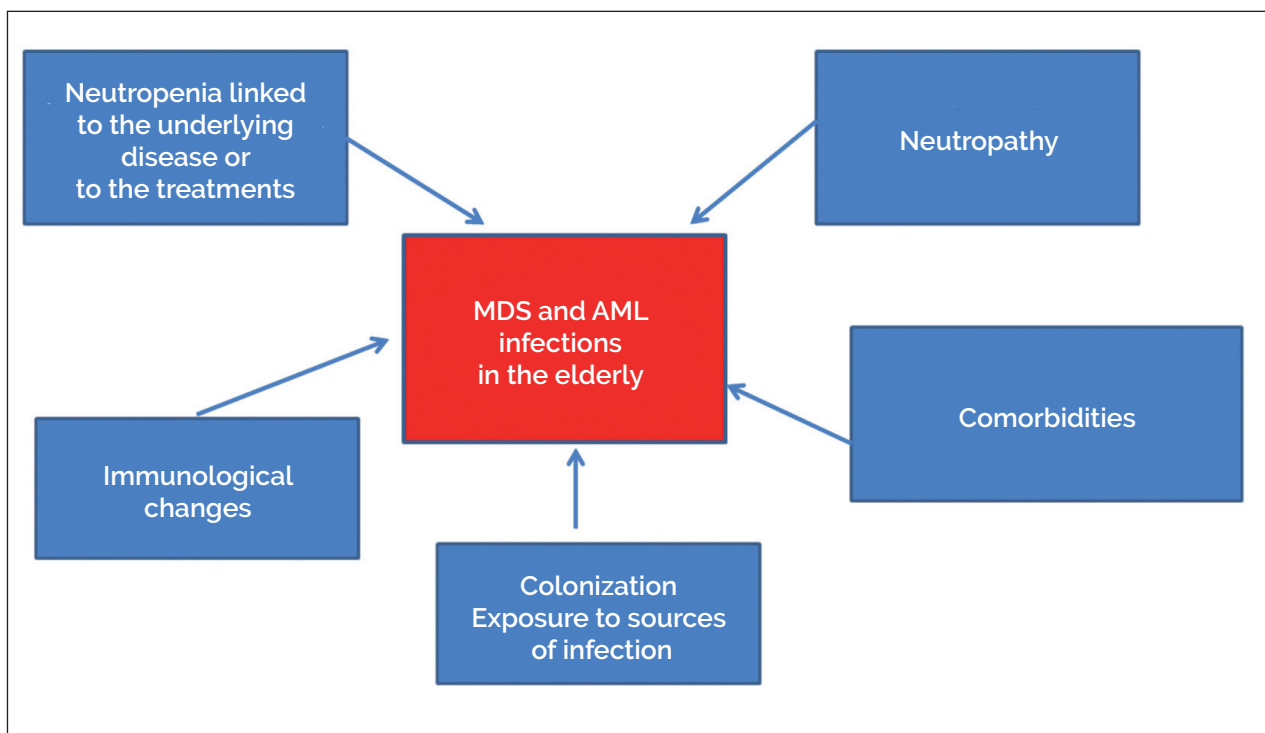 Neutropenia linked
to the underlying
disease or
to the treatments
Neutropathy
MDS and AML
infections
in the elderly
Comorbidities
Immunological
changes
Colonization
Exposure to sources
of infection